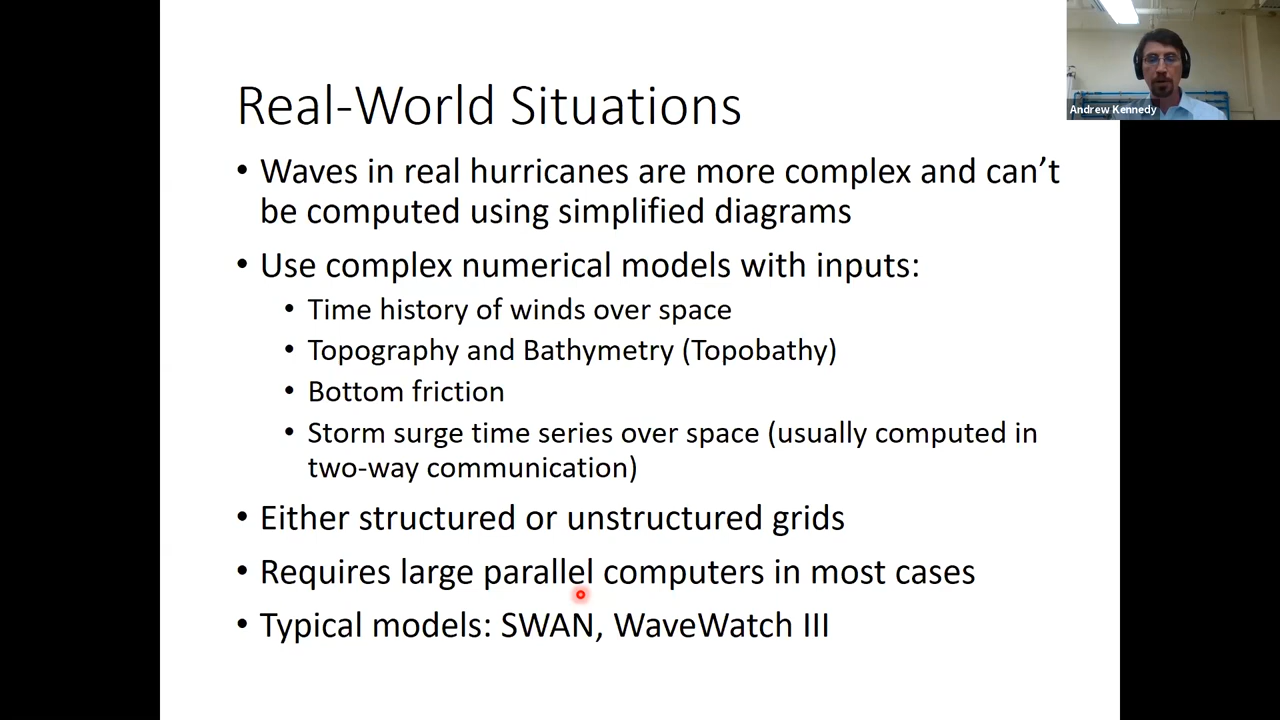 Real-World Situations
• Waves in real hurricanes are more complex and can’t
be computed using simplified diagrams
• Use complex numerical models with inputs:
• Time history of winds over space
• Topography and Bathymetry (Topobathy)
• Bottom friction
• Storm surge time series over space (usually computed in
two-way communication)
• Either structured or unstructured grids
• Requires large parallel computers in most cases
• Typical models: SWAN, WaveWatch III
Andrew Kennedy